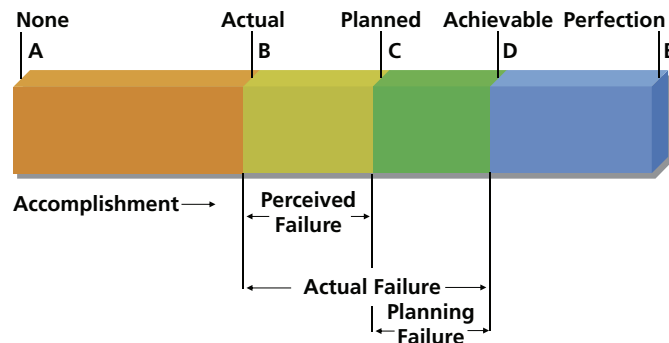 None Actual Planned Achievable Perfection
A B C D E
Accomplishment
Perceived
Failure
Actual Failure
Planning
Failure